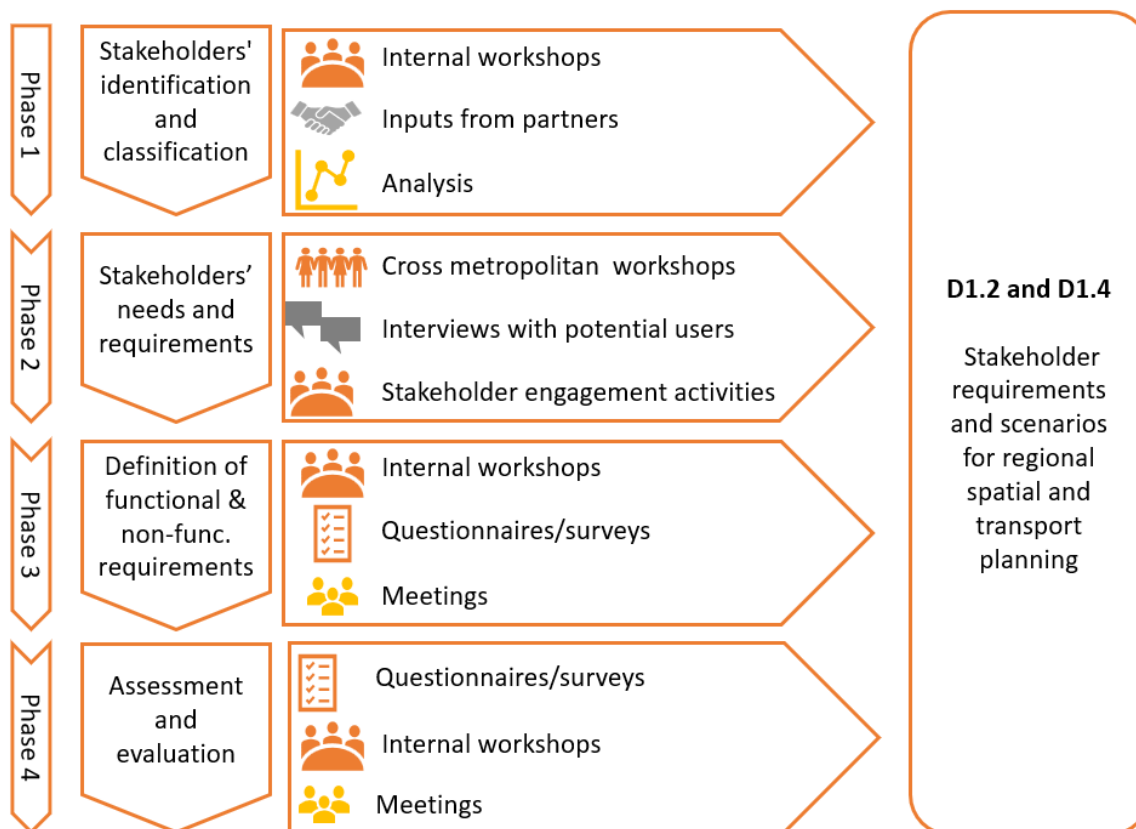 Phase 1
Stakeholders'
identification
and
classification
Internal workshops
Inputs from partners
Analysis
Phase 2
Stakeholders’
needs and
requirements
Cross metropolitan  workshops
Interviews with potential users
Stakeholder engagement activities
Phase 3
Definition of
functional &
non-func.
requirements
Internal workshops
Questionnaires/surveys
Meetings
Phase 4
Assessment
and
evaluation
Questionnaires/surveys
Internal workshops
Meetings
D1.2 and D1.4
Stakeholder
requirements
and scenarios
for regional
spatial and
transport
planning